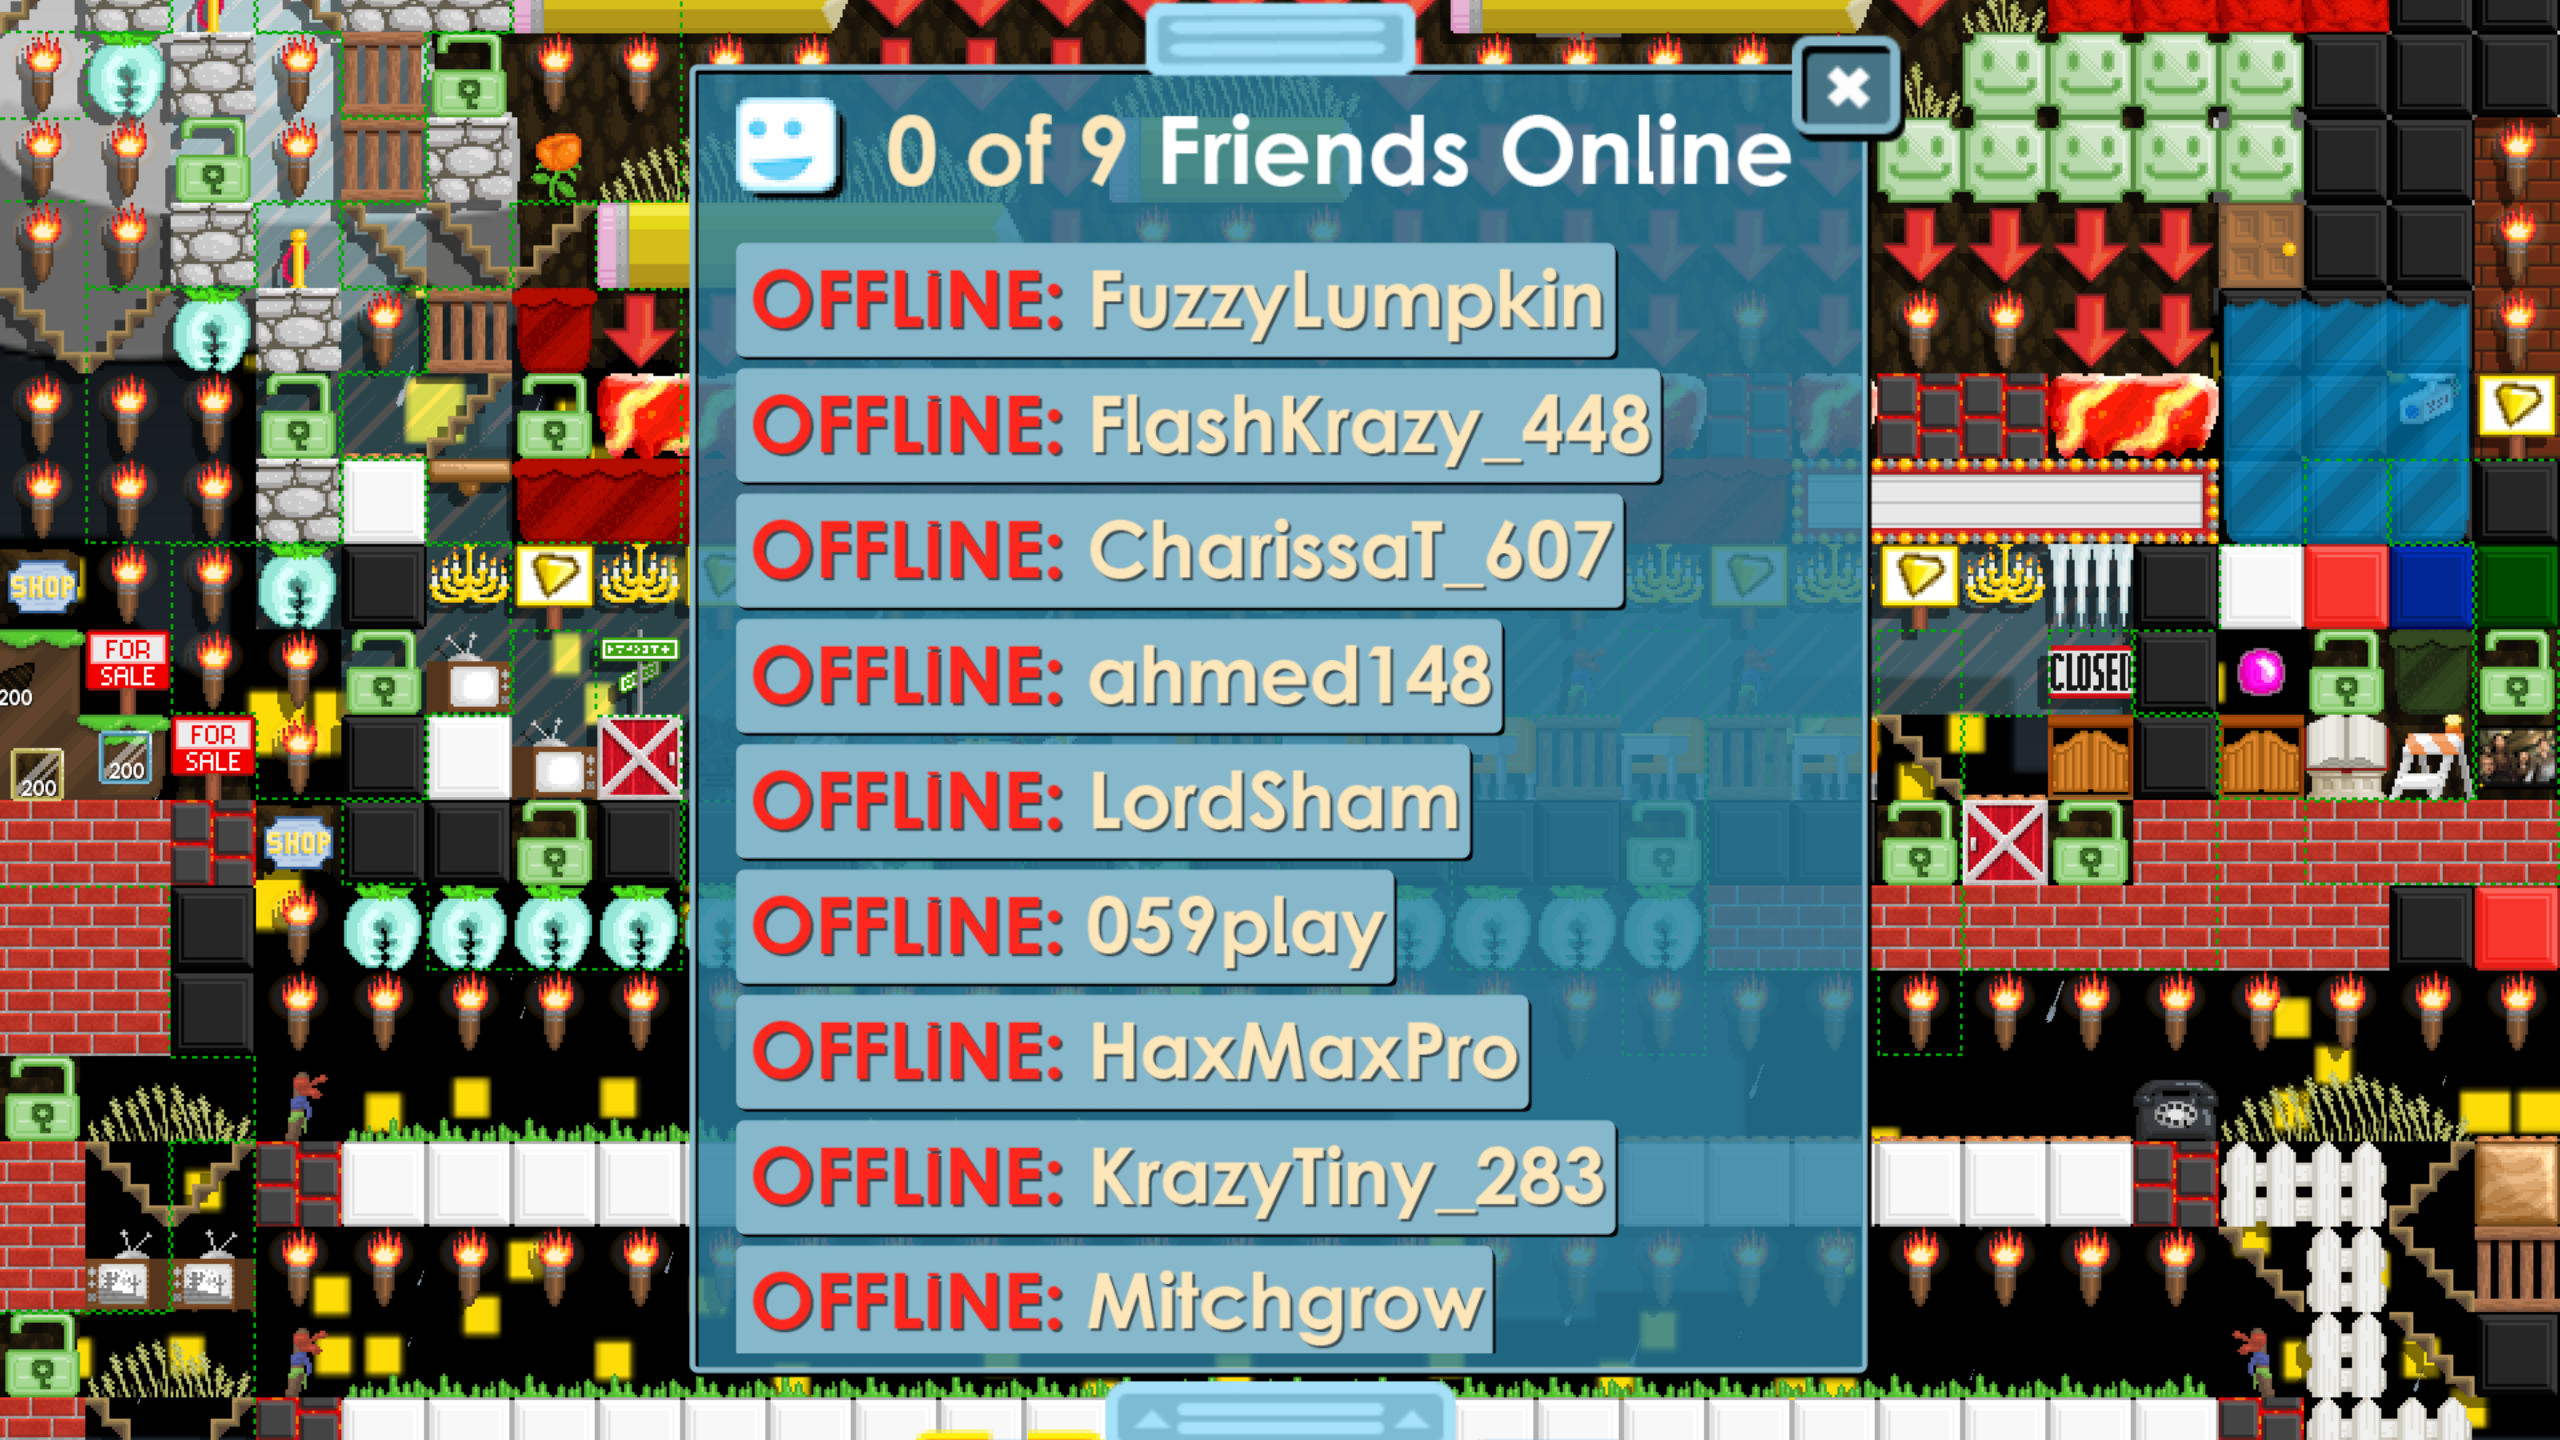 0 of 9 Friends Online
OFFLiNE: FuzzyLumpkin
OFFLiNE: FlashKrazy_448
OFFLiNE: CharissaT_607
OFFLiNE: ahmed148
OFFLiNE: LordSham
OFFLiNE: 059play
OFFLiNE: HaxMaxPro
OFFLiNE: KrazyTiny_283
OFFLiNE: Mitchgrow
SHOP
FOR
SALE
200
FOR
SALE
200
200
SHOP
CLOSED